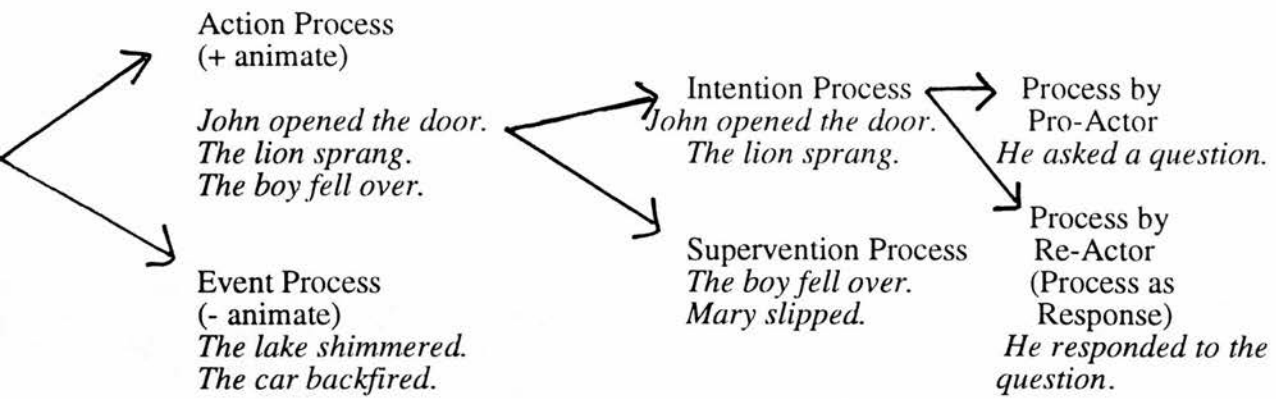 Action Process
(+ animate)
John opened the door.
The lion sprang.
The boy fell over.
Event Process
(- animate)
The lake shimmered.
The car backfired.
Intention Process
John opened the door.
The lion sprang.
Supervention Process
The boy fell over.
Mary slipped.
Process by
Pro-Actor
He asked a question.
Process by
Re-Actor
(Process as
Response)
He responded to the
question.